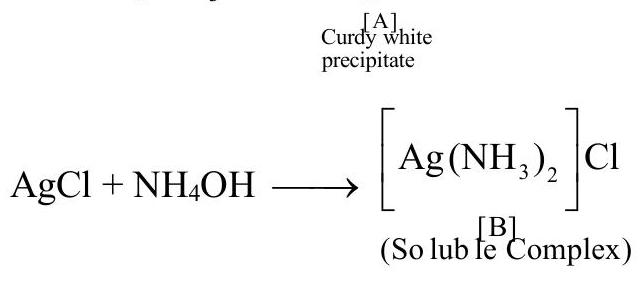 [A]
Curdy white
precipitate
AgCl + NH₄OH ⟶ [Ag(NH₃)₂]Cl
[B]
(So lub le Complex)